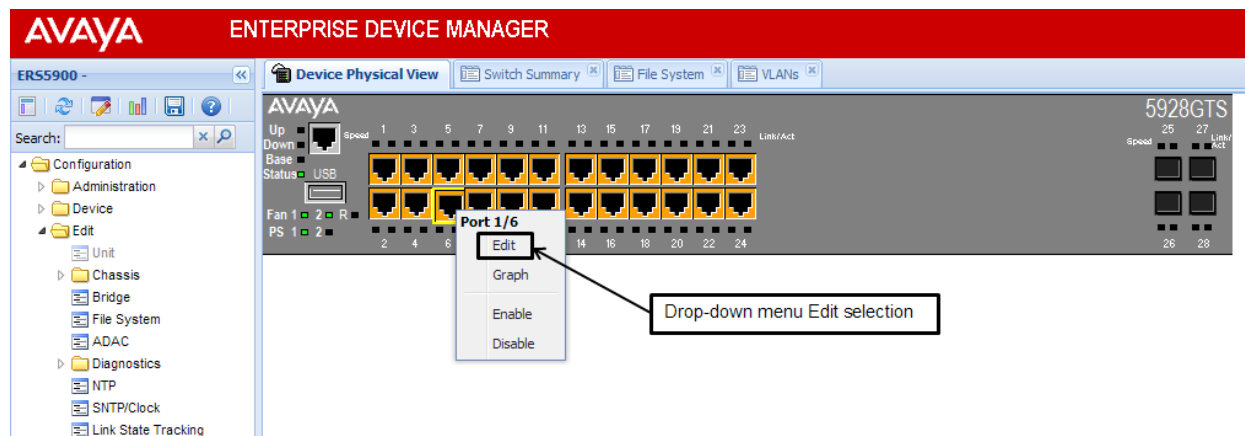 AVAYA ENTERPRISE DEVICE MANAGER
ERS5900 -
Device Physical View Switch Summary File System VLANs
Search:
Configuration
Administration
Device
Edit
Unit
Chassis
Bridge
File System
ADAC
Diagnostics
NTP
SNTP/Clock
Link State Tracking
AVAYA 5928GTS
Up Speed 1 3 5 7 9 11 13 15 17 19 21 23 Link/Act Speed 25 27 Link/
Down Act
Base
Status USB
Fan 1 2 R
PS 1 2
2 4 6 14 16 18 20 22 24 26 28
Port 1/6
Edit
Graph
Enable
Disable
Drop-down menu Edit selection